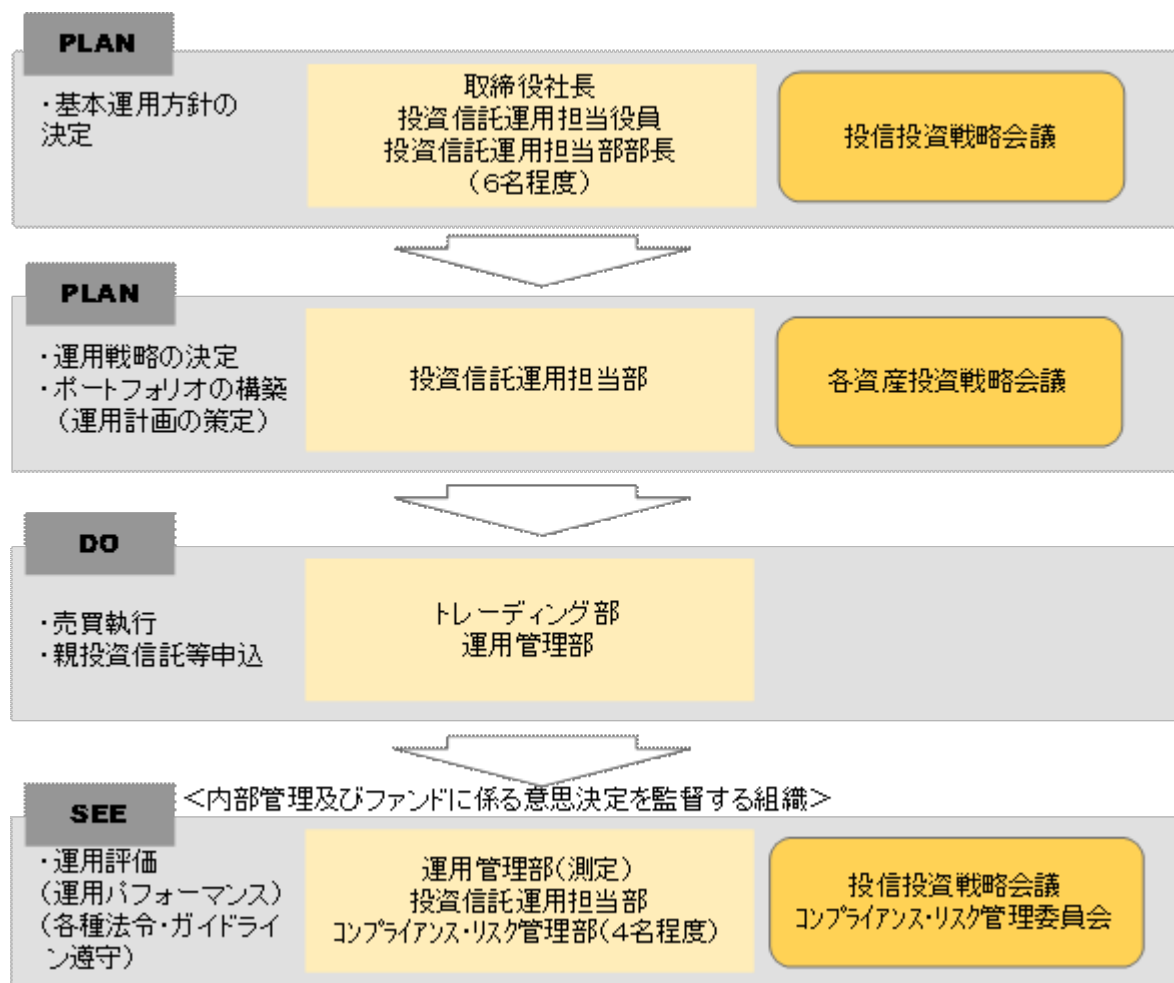 PLAN
・基本運用方針の
決定
取締役社長
投資信託運用担当役員
投資信託運用担当部部長
（6名程度）
投信投資戦略会議
PLAN
・運用戦略の決定
・ポートフォリオの構築
（運用計画の策定）
投資信託運用担当部
各資産投資戦略会議
DO
・売買執行
・親投資信託等申込
トレーディング部
運用管理部
SEE
＜内部管理及びファンドに係る意思決定を監督する組織＞
・運用評価
（運用パフォーマンス）
（各種法令・ガイドライ
ン遵守）
運用管理部（測定）
投資信託運用担当部
コンプライアンス・リスク管理部（4名程度）
投信投資戦略会議
コンプライアンス・リスク管理委員会